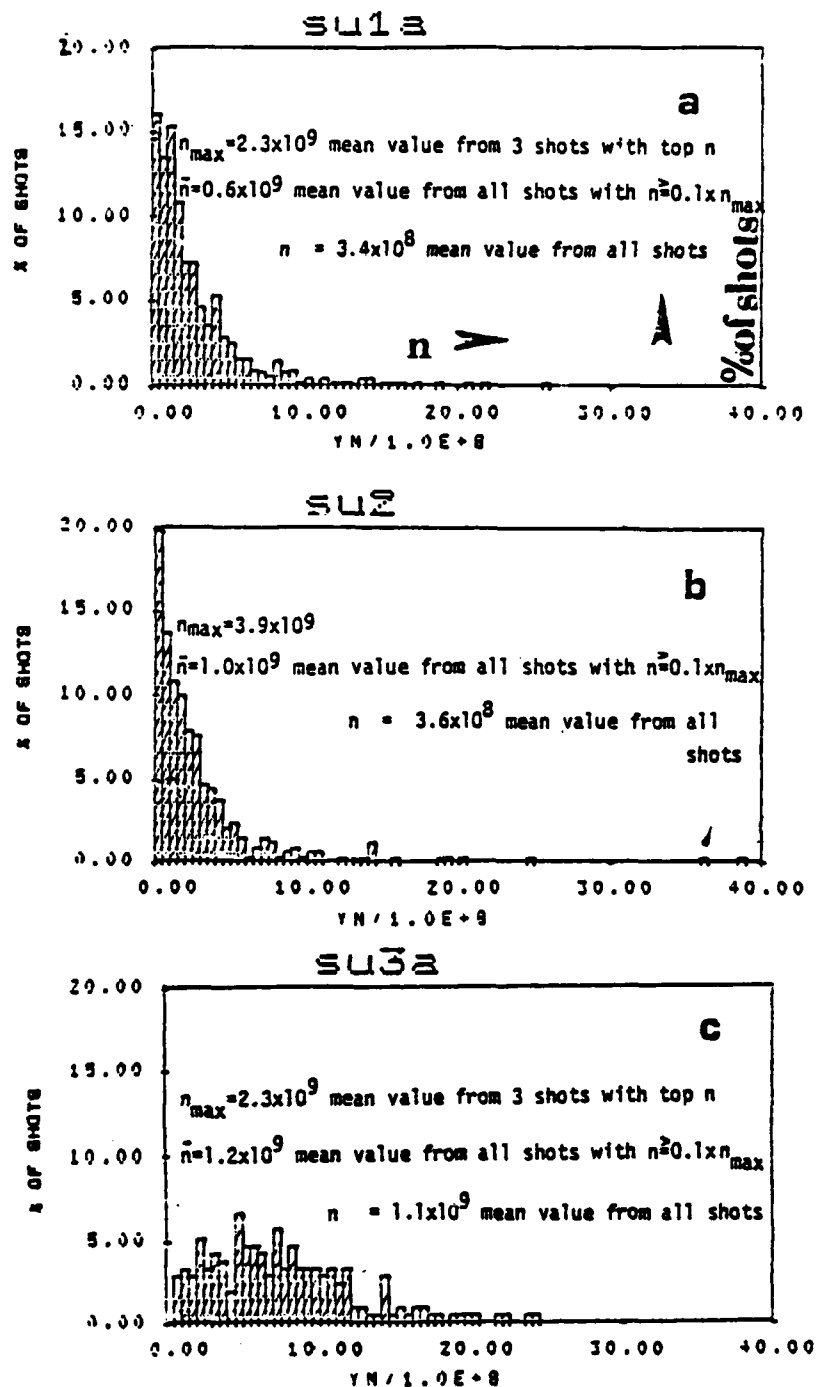 su1a
20.00
a
15.00
n_max=2.3x10^9 mean value from 3 shots with top n
n̄=0.6x10^9 mean value from all shots with n≥0.1xn_max
10.00
n = 3.4x10^8 mean value from all shots
5.00
n
0.00
% OF SHOTS
%of shots
0.00 10.00 20.00 30.00 40.00
YN/1.0E+8
su2
20.00
b
15.00
n_max=3.9x10^9
n̄=1.0x10^9 mean value from all shots with n≥0.1xn_max
10.00
n = 3.6x10^8 mean value from all
shots
5.00
0.00
% OF SHOTS
0.00 10.00 20.00 30.00 40.00
YN/1.0E+8
su3a
20.00
c
15.00
n_max=2.3x10^9 mean value from 3 shots with top n
n̄=1.2x10^9 mean value from all shots with n≥0.1xn_max
10.00
n = 1.1x10^9 mean value from all shots
5.00
0.00
% OF SHOTS
0.00 10.00 20.00 30.00 40.00
YN/1.0E+8